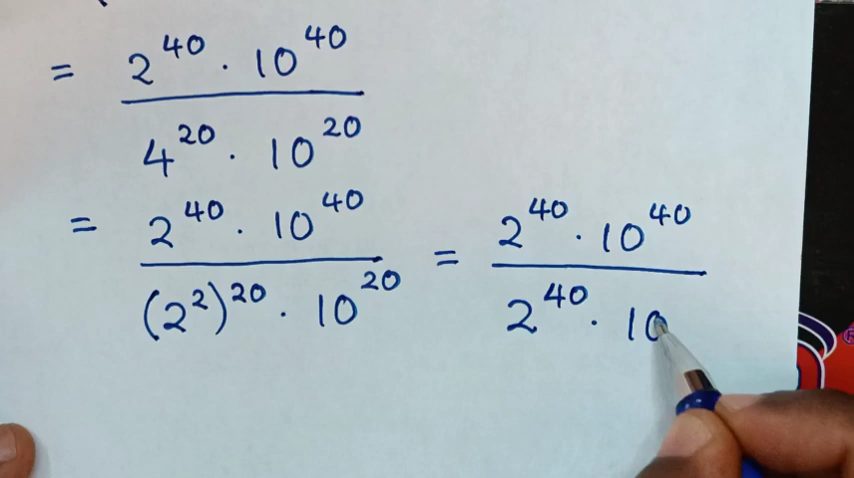 = 2^40 · 10^40 / 4^20 · 10^20
= 2^40 · 10^40 / (2^2)^20 · 10^20 = 2^40 · 10^40 / 2^40 · 10
®